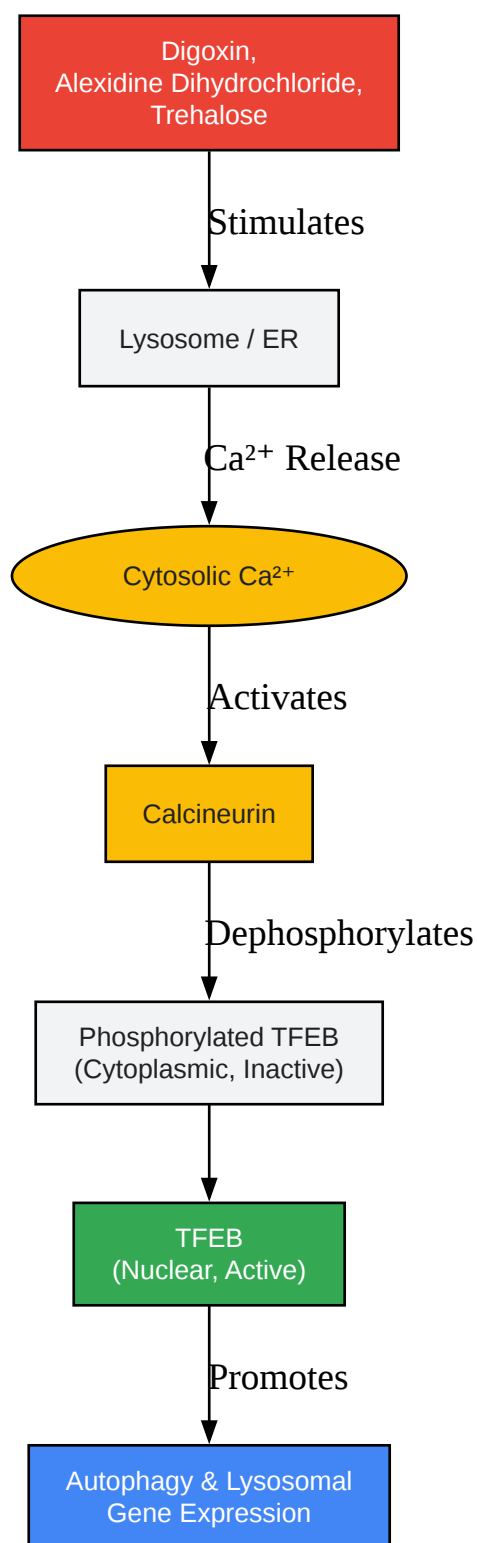 Digoxin,
Alexidine Dihydrochloride,
Trehalose
Stimulates
Lysosome / ER
Ca²⁺ Release
Cytosolic Ca²⁺
Activates
Calcineurin
Dephosphorylates
Phosphorylated TFEB
(Cytoplasmic, Inactive)
TFEB
(Nuclear, Active)
Promotes
Autophagy & Lysosomal
Gene Expression